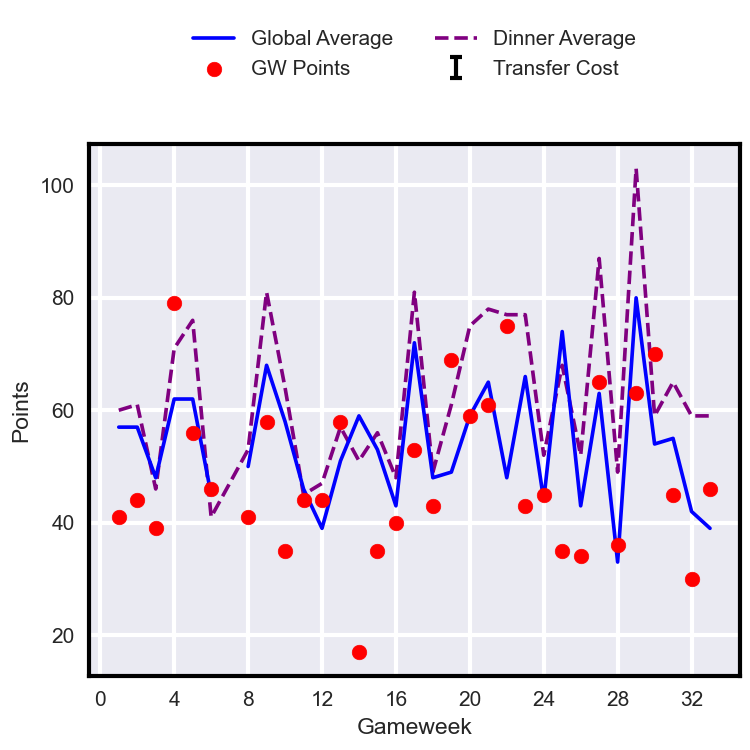 Global Average
Dinner Average
GW Points
Transfer Cost
100
80
60
40
20
Points
0 4 8 12 16 20 24 28 32
Gameweek